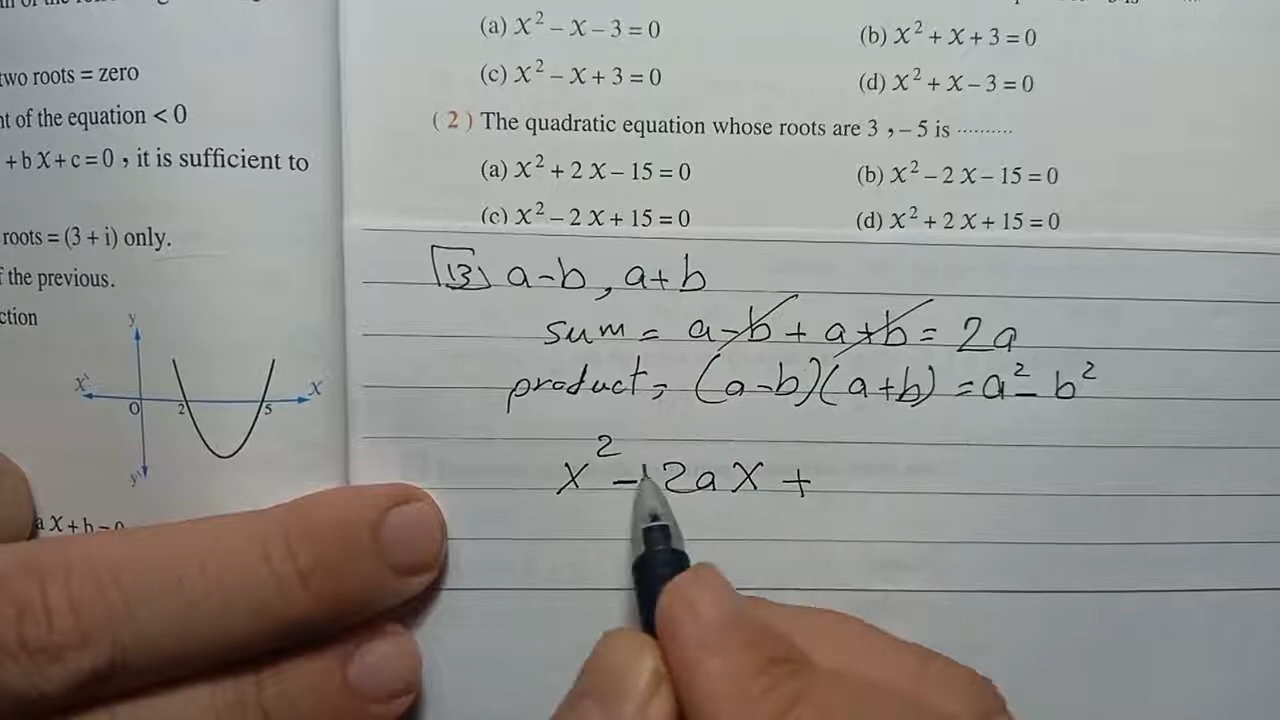 (a) x² – x – 3 = 0
(b) x² + x + 3 = 0
two roots = zero
(c) x² – x + 3 = 0
(d) x² + x – 3 = 0
nt of the equation < 0
(2) The quadratic equation whose roots are 3 , – 5 is ..........
+ b x + c = 0 , it is sufficient to
(a) x² + 2 x – 15 = 0
(b) x² – 2 x – 15 = 0
(c) x² – 2 x + 15 = 0
(d) x² + 2 x + 15 = 0
roots = (3 + i) only.
f the previous.
ction
y
x`
O
2
5
x
y`
13 a-b , a+b
sum = a-b + a+b = 2a
product = (a-b)(a+b) = a² - b²
x² - 2ax +